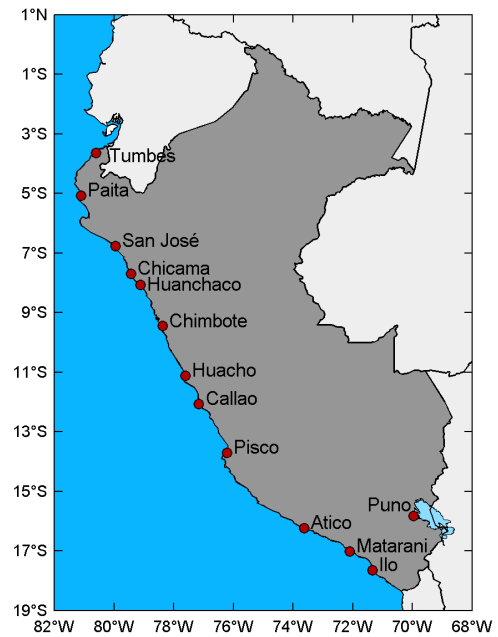 1°N
1°S
3°S
Tumbes
Paita
5°S
San José
7°S
Chicama
Huanchaco
9°S
Chimbote
11°S
Huacho
Callao
13°S
Pisco
15°S
Puno
Atico
17°S
Matarani
Ilo
19°S
82°W 80°W 78°W 76°W 74°W 72°W 70°W 68°W